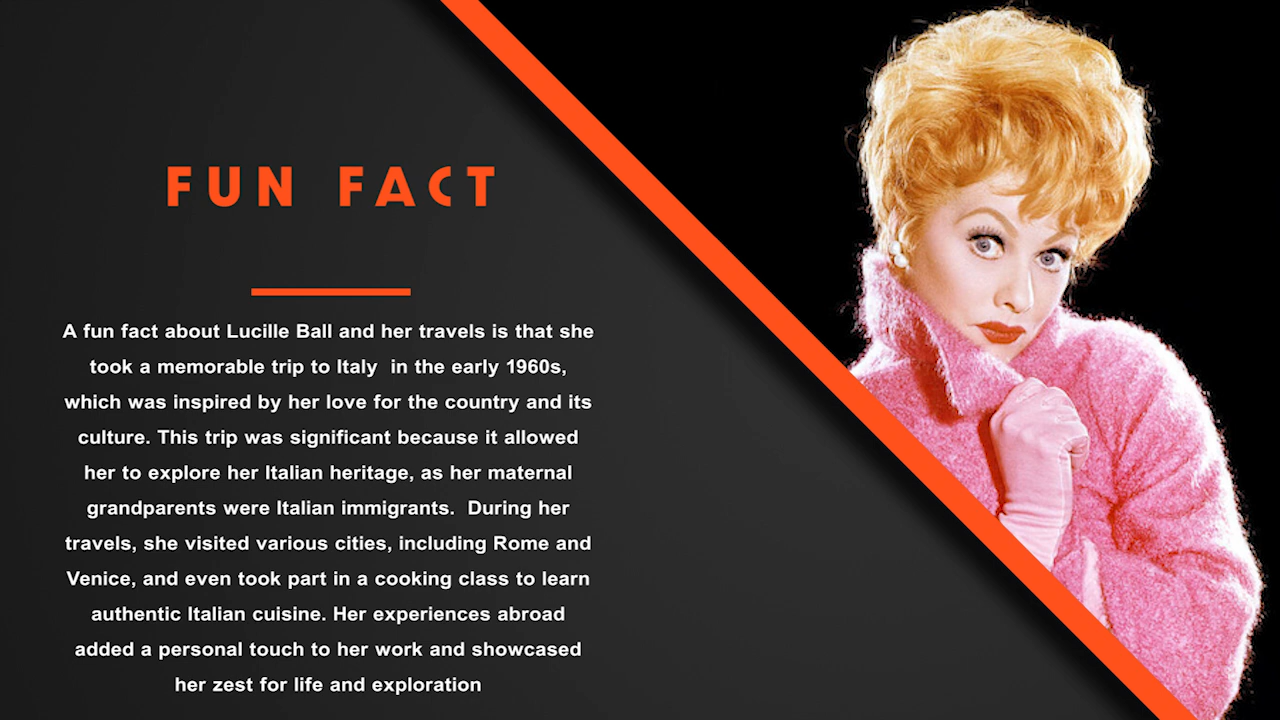 FUN FACT
A fun fact about Lucille Ball and her travels is that she
took a memorable trip to Italy  in the early 1960s,
which was inspired by her love for the country and its
culture. This trip was significant because it allowed
her to explore her Italian heritage, as her maternal
grandparents were Italian immigrants.  During her
travels, she visited various cities, including Rome and
Venice, and even took part in a cooking class to learn
authentic Italian cuisine. Her experiences abroad
added a personal touch to her work and showcased
her zest for life and exploration